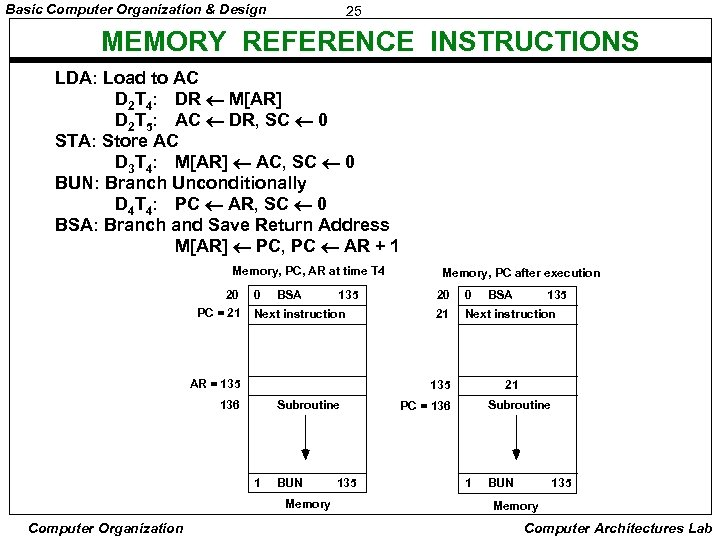 Basic Computer Organization & Design 25
MEMORY REFERENCE INSTRUCTIONS
LDA: Load to AC
D2T4: DR ← M[AR]
D2T5: AC ← DR, SC ← 0
STA: Store AC
D3T4: M[AR] ← AC, SC ← 0
BUN: Branch Unconditionally
D4T4: PC ← AR, SC ← 0
BSA: Branch and Save Return Address
M[AR] ← PC, PC ← AR + 1
Memory, PC, AR at time T4
20 0 BSA 135
PC = 21 Next instruction
AR = 135
136 Subroutine
1 BUN 135
Memory
Memory, PC after execution
20 0 BSA 135
21 Next instruction
135 21
PC = 136 Subroutine
1 BUN 135
Memory
Computer Organization Computer Architectures Lab